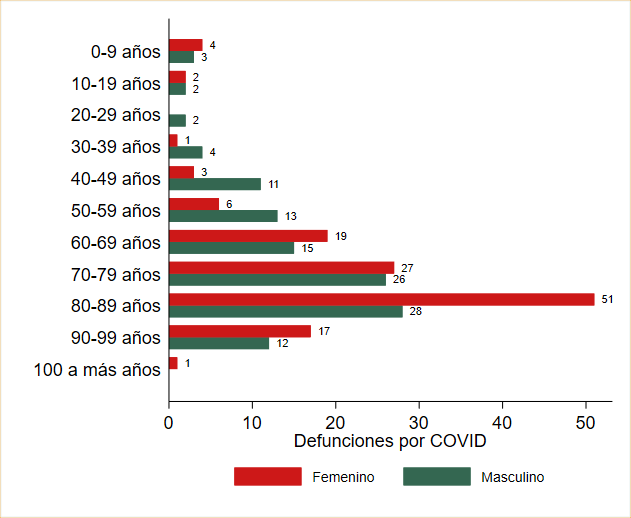 0-9 años 4
3
10-19 años 2
2
20-29 años 2
30-39 años 1
4
40-49 años 3
11
50-59 años 6
13
60-69 años 19
15
70-79 años 27
26
80-89 años 51
28
90-99 años 17
12
100 a más años 1
0 10 20 30 40 50
Defunciones por COVID
Femenino Masculino